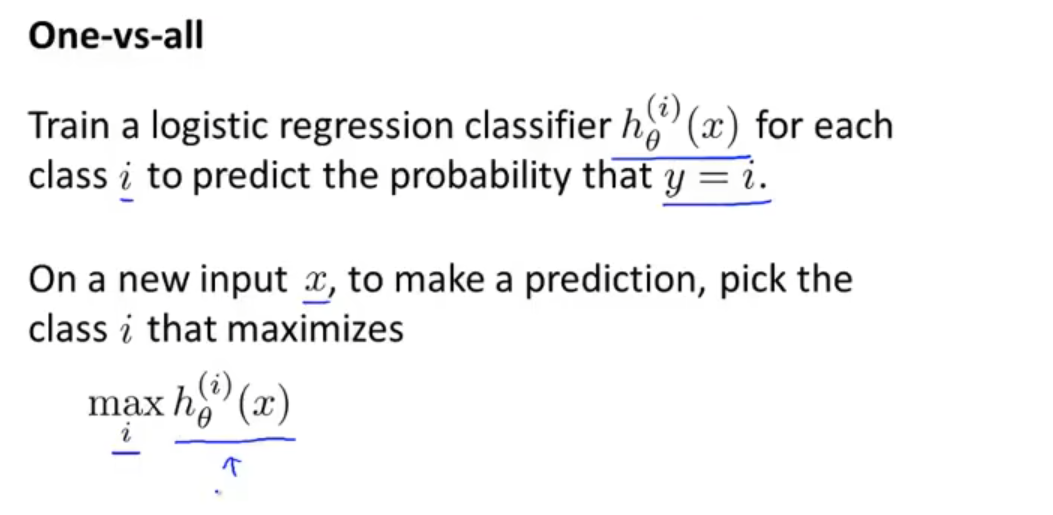 One-vs-all
Train a logistic regression classifier $h_\theta^{(i)}(x)$ for each
class $i$ to predict the probability that $y = i$.
On a new input $x$, to make a prediction, pick the
class $i$ that maximizes
$\max_i h_\theta^{(i)}(x)$